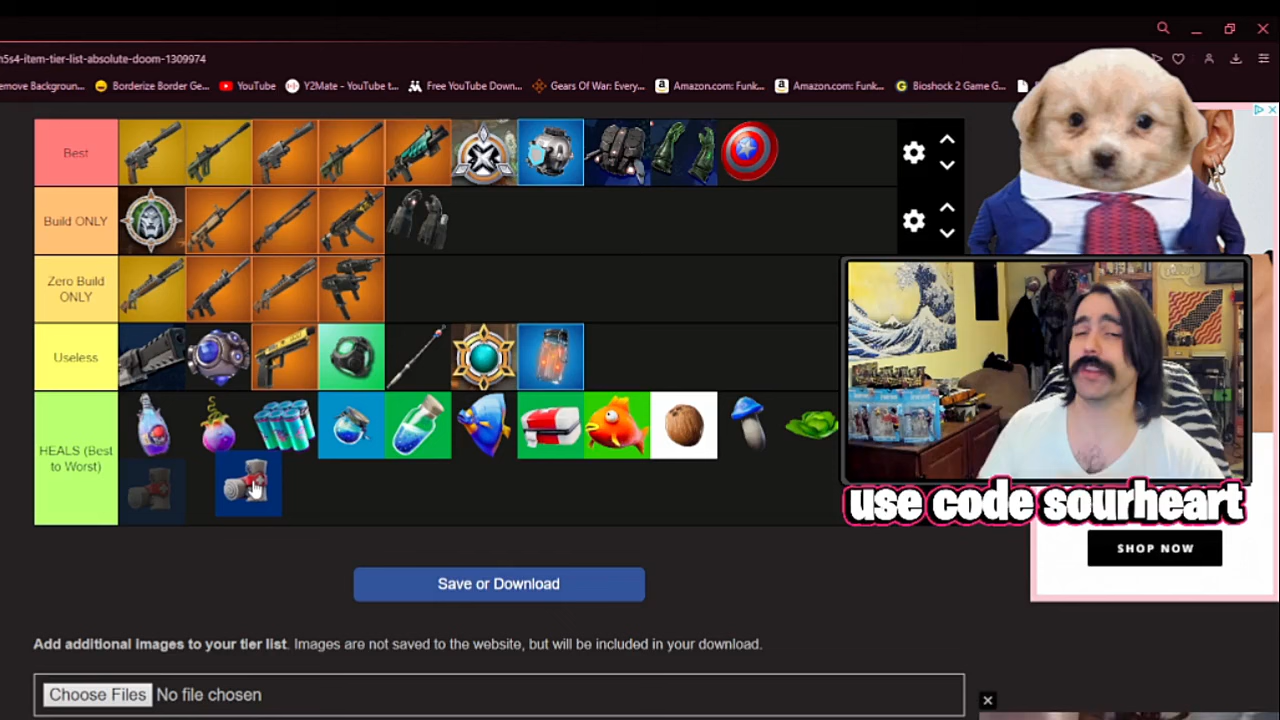 h5s4-item-tier-list-absolute-doom-1309974
emove Backgroun... Borderize Border Ge... YouTube Y2Mate - YouTube t... Free YouTube Down... Gears Of War: Every... Amazon.com: Funk... Amazon.com: Funk... Bioshock 2 Game G...
Best
Build ONLY
Zero Build
ONLY
Useless
HEALS (Best
to Worst)
use code sourheart
SHOP NOW
Save or Download
Add additional images to your tier list. Images are not saved to the website, but will be included in your download.
Choose Files No file chosen